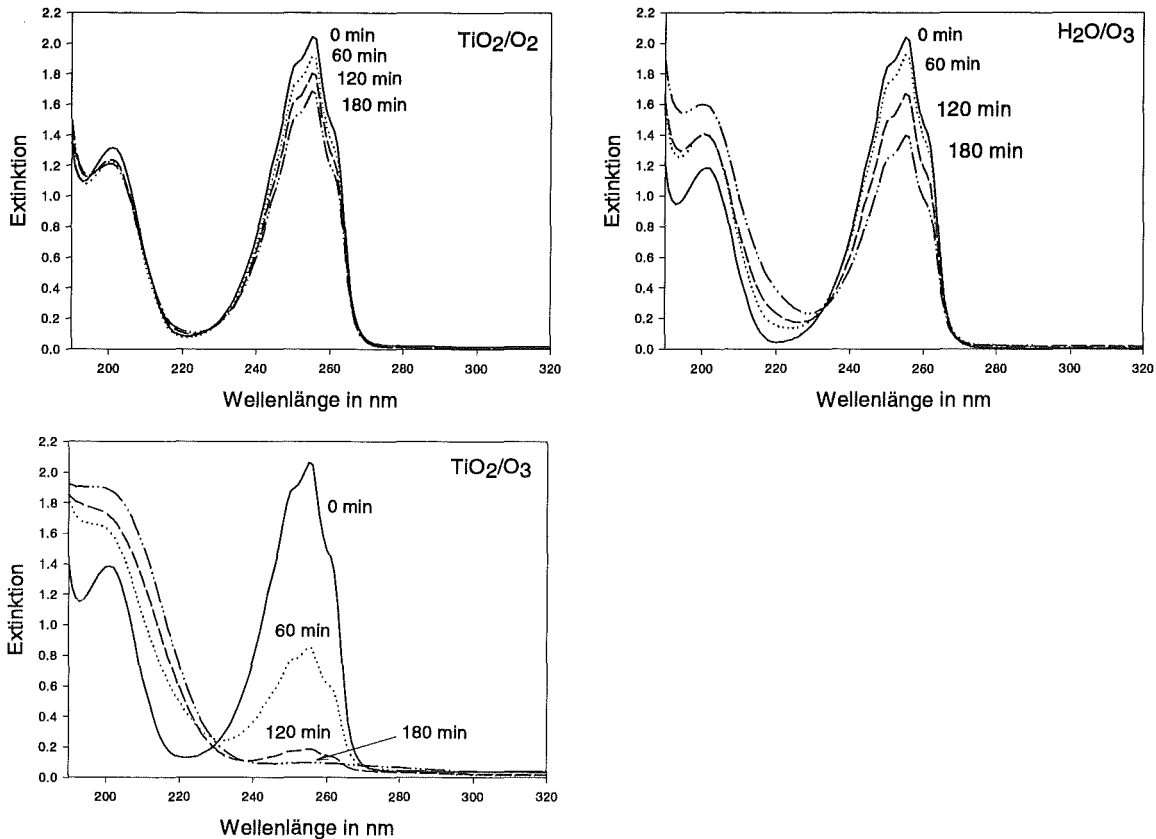 TiO2/O2
0 min
60 min
120 min
180 min
2.2
2.0
1.8
1.6
1.4
1.2
1.0
0.8
0.6
0.4
0.2
0.0
200 220 240 260 280 300 320
Extinktion
Wellenlänge in nm
H2O/O3
0 min
60 min
120 min
180 min
2.2
2.0
1.8
1.6
1.4
1.2
1.0
0.8
0.6
0.4
0.2
0.0
200 220 240 260 280 300 320
Extinktion
Wellenlänge in nm
TiO2/O3
0 min
60 min
120 min
180 min
2.2
2.0
1.8
1.6
1.4
1.2
1.0
0.8
0.6
0.4
0.2
0.0
200 220 240 260 280 300 320
Extinktion
Wellenlänge in nm